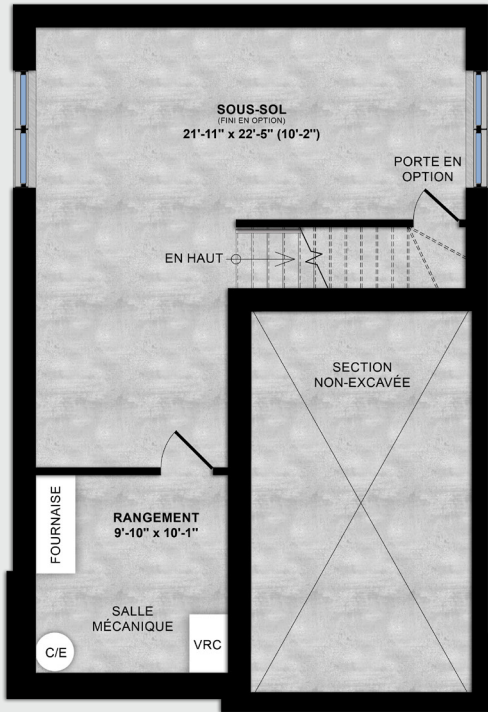 SOUS-SOL
(FINI EN OPTION)
21'-11" x 22'-5" (10'-2")
PORTE EN
OPTION
EN HAUT
SECTION
NON-EXCAVÉE
FOURNAISE
RANGEMENT
9'-10" x 10'-1"
SALLE
MÉCANIQUE
C/E
VRC